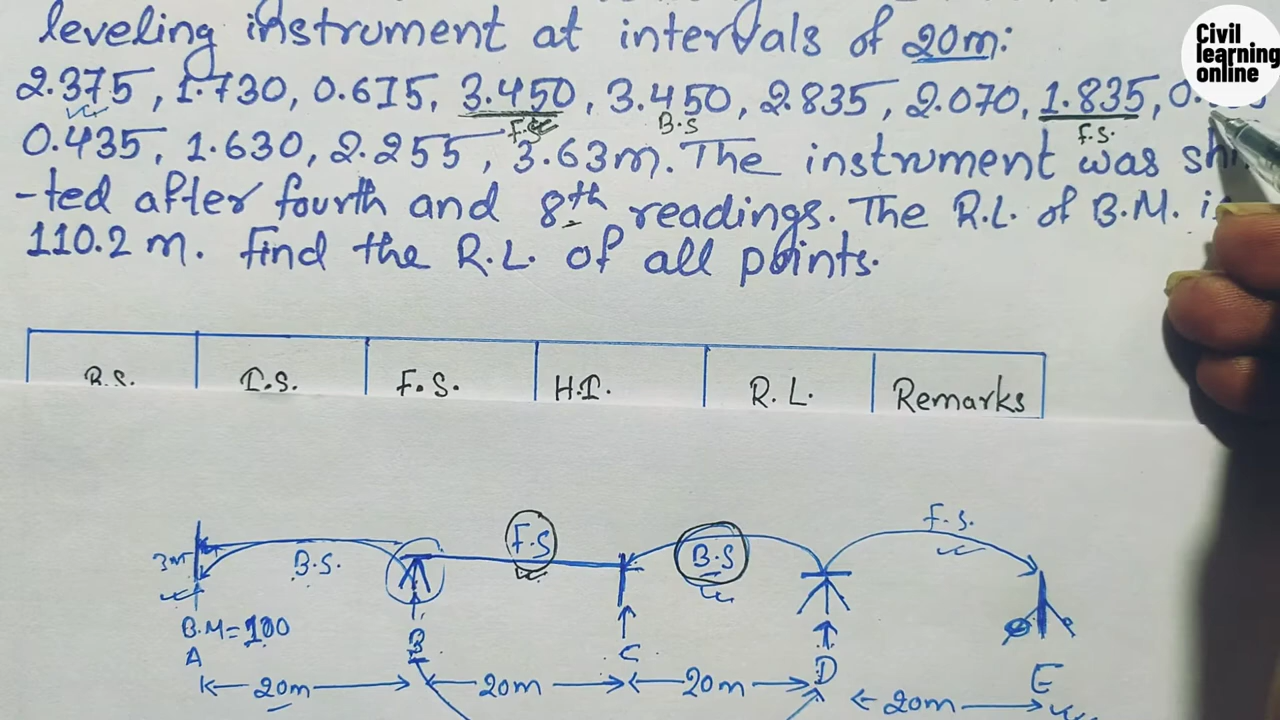 leveling instrument at intervals of 20m:
2.375, 1.730, 0.615, 3.450, 3.450, 2.835, 2.070, 1.835,
F.S. B.S F.S.
0.435, 1.630, 2.255, 3.63m. The instrument was
-ted after fourth and 8th readings. The R.L. of B.M.
110.2 m. find the R.L. of all points.
B.S. I.S. F.S. H.I. R.L. Remarks
B.S. F.S B.S F.S.
3m
B.M=100
A B C D E
20m 20m 20m 20m
Civil
learning
online